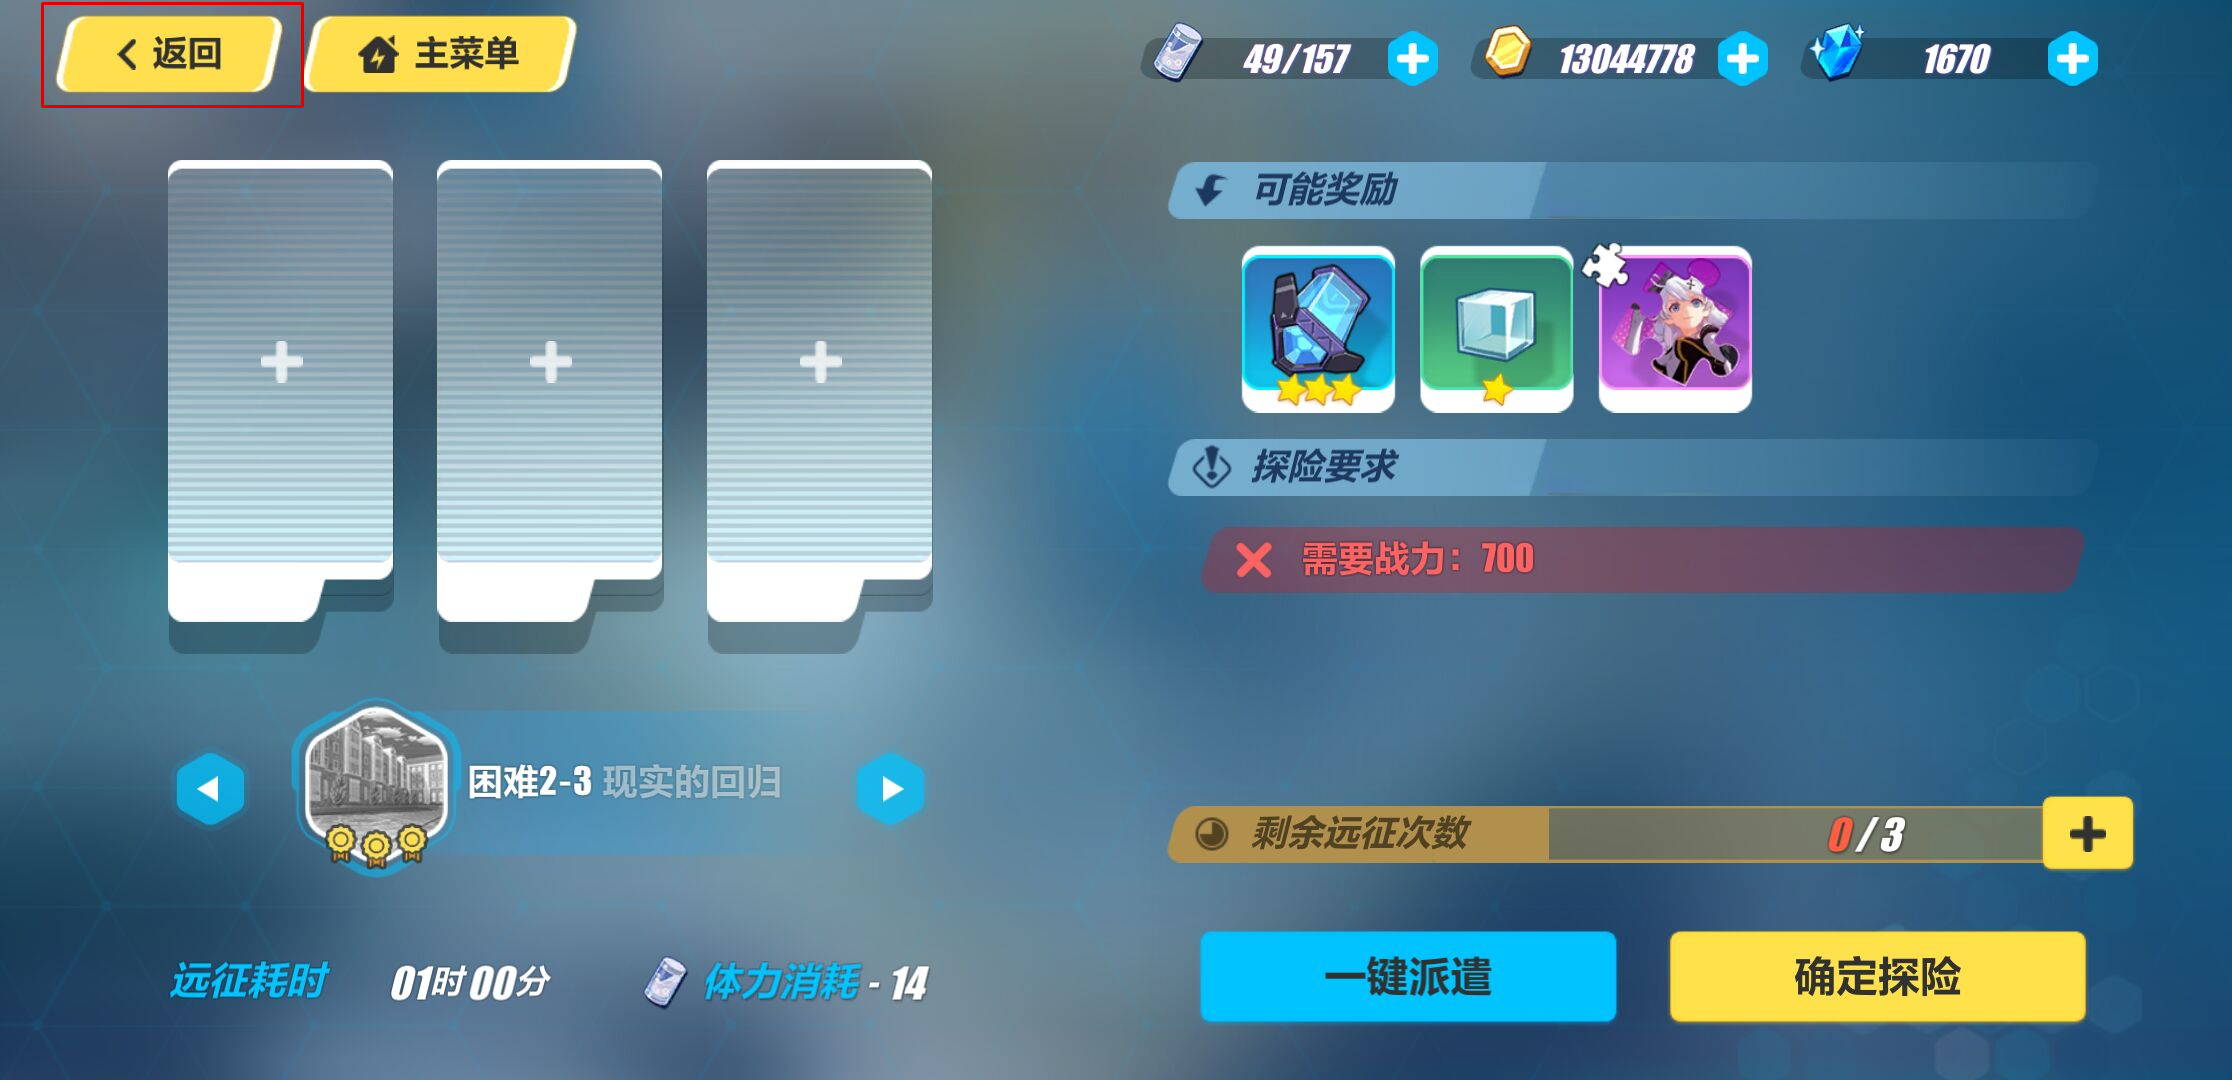 返回
主菜单
49/157
13044778
1670
可能奖励
探险要求
需要战力：700
困难2-3 现实的回归
剩余远征次数
0/3
远征耗时
01时00分
体力消耗 - 14
一键派遣
确定探险